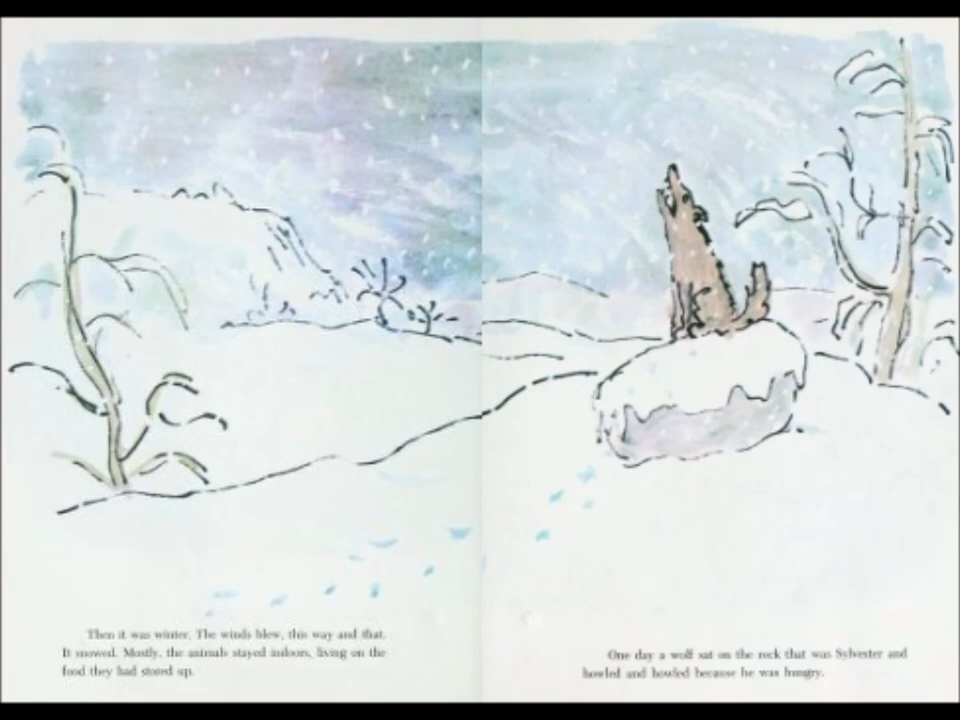 Then it was winter. The winds blew, this way and that.
It snowed. Mostly, the animals stayed indoors, living on the
food they had stored up.
One day a wolf sat on the rock that was Sylvester and
howled and howled because he was hungry.